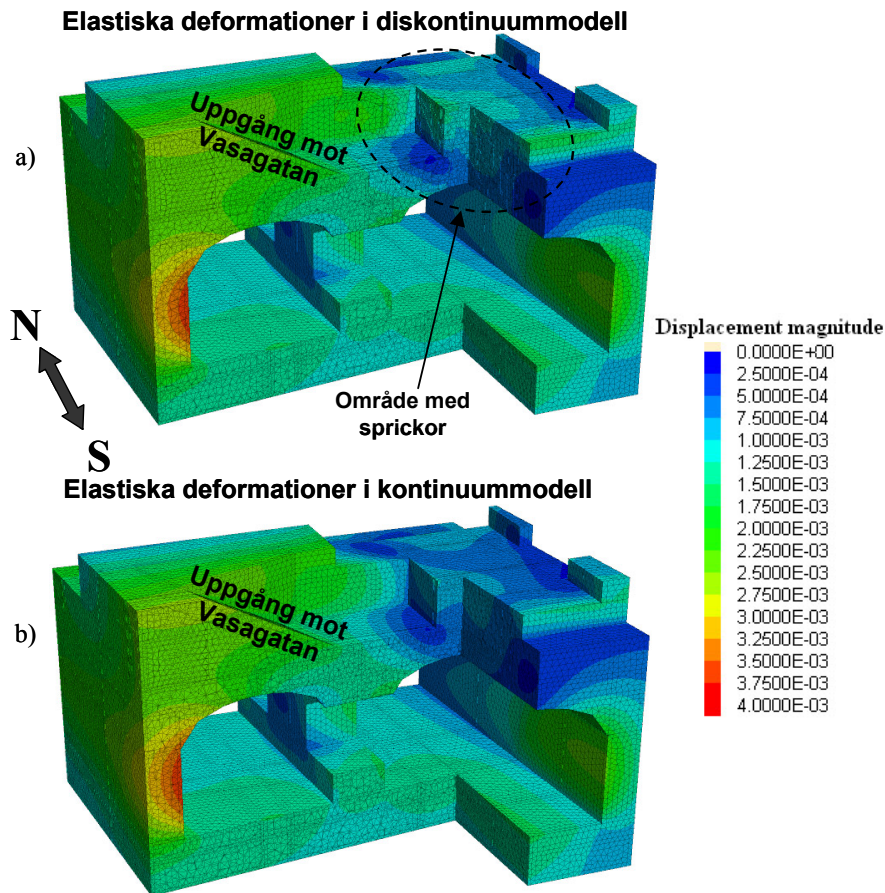 Elastiska deformationer i diskontinuummodell
a)
Uppgång mot
Vasagatan
N
S
Område med
sprickor
Displacement magnitude
0.0000E+00
2.5000E-04
5.0000E-04
7.5000E-04
1.0000E-03
1.2500E-03
1.5000E-03
1.7500E-03
2.0000E-03
2.2500E-03
2.5000E-03
2.7500E-03
3.0000E-03
3.2500E-03
3.5000E-03
3.7500E-03
4.0000E-03
Elastiska deformationer i kontinuummodell
b)
Uppgång mot
Vasagatan